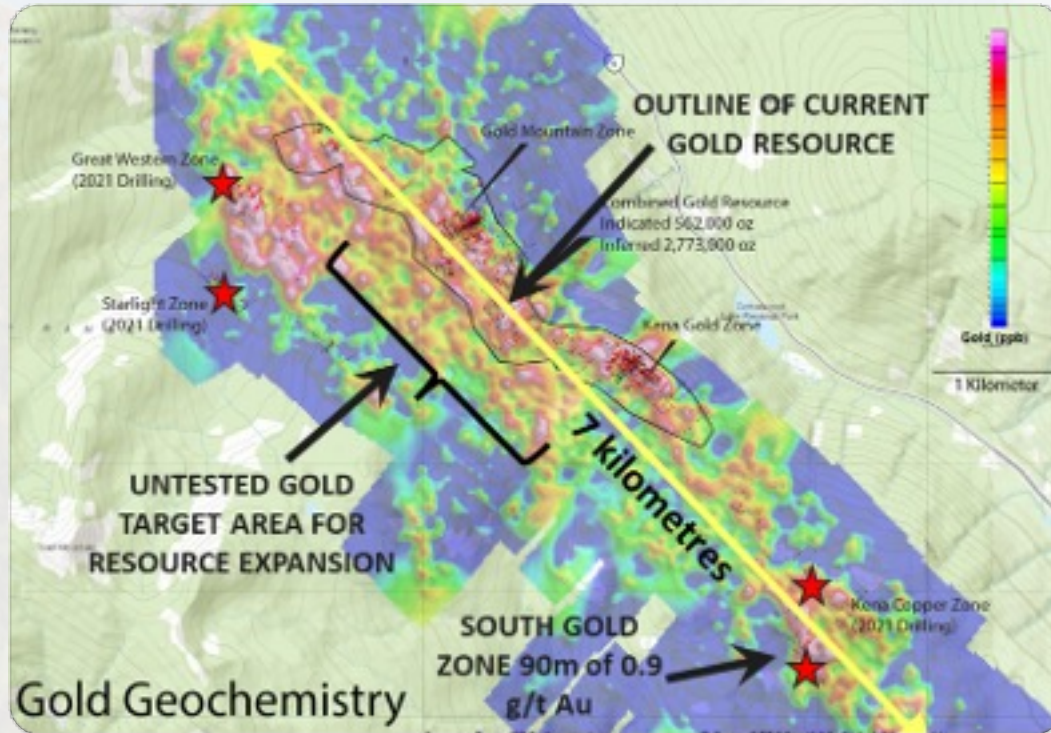 OUTLINE OF CURRENT
GOLD RESOURCE
Gold Mountain Zone
Great Western Zone
(2021 Drilling)
Combined Gold Resource
Indicated 562,000 oz
Inferred 2,773,000 oz
Starlight Zone
(2021 Drilling)
Kena Gold Zone
Gold (ppb)
1 Kilometer
7 kilometres
UNTESTED GOLD
TARGET AREA FOR
RESOURCE EXPANSION
Kena Copper Zone
(2021 Drilling)
SOUTH GOLD
ZONE 90m of 0.9
g/t Au
Gold Geochemistry